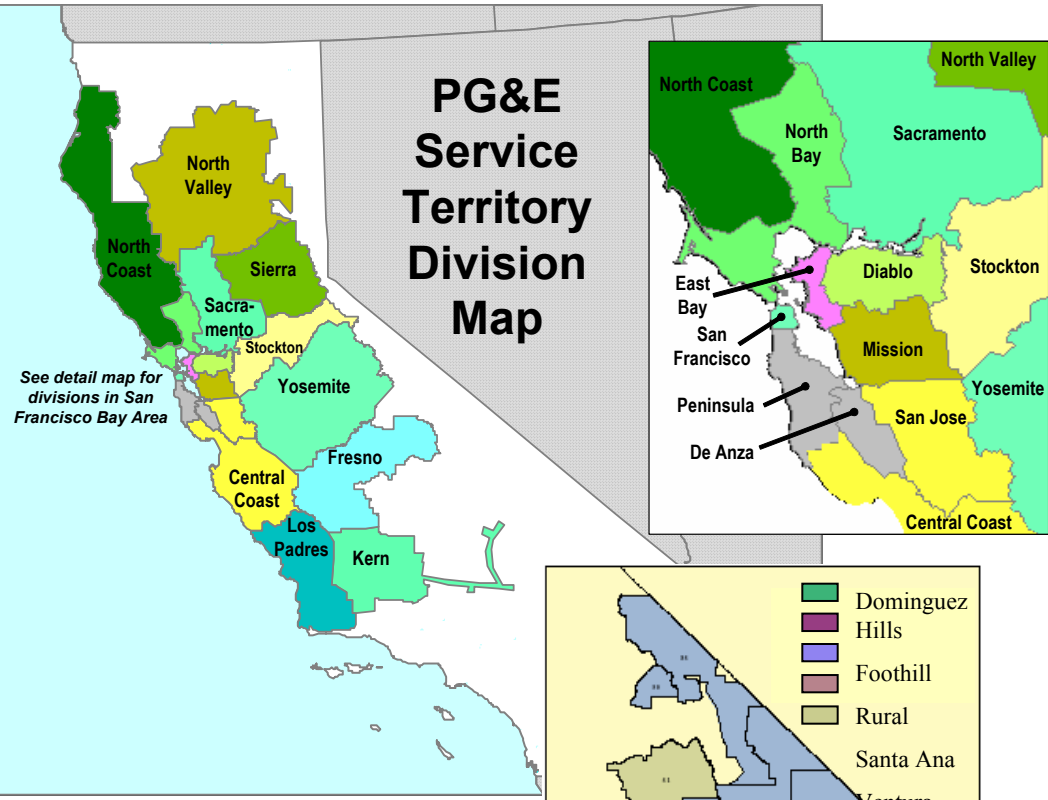 PG&E
Service
Territory
Division
Map
North
Valley
North
Coast
Sierra
Sacra-
mento
Stockton
Yosemite
See detail map for
divisions in San
Francisco Bay Area
Fresno
Central
Coast
Los
Padres
Kern
North Valley
North Coast
North
Bay
Sacramento
East
Bay
Diablo
Stockton
San
Francisco
Mission
Peninsula
Yosemite
San Jose
De Anza
Central Coast
Dominguez
Hills
Foothill
Rural
Santa Ana
Ventura